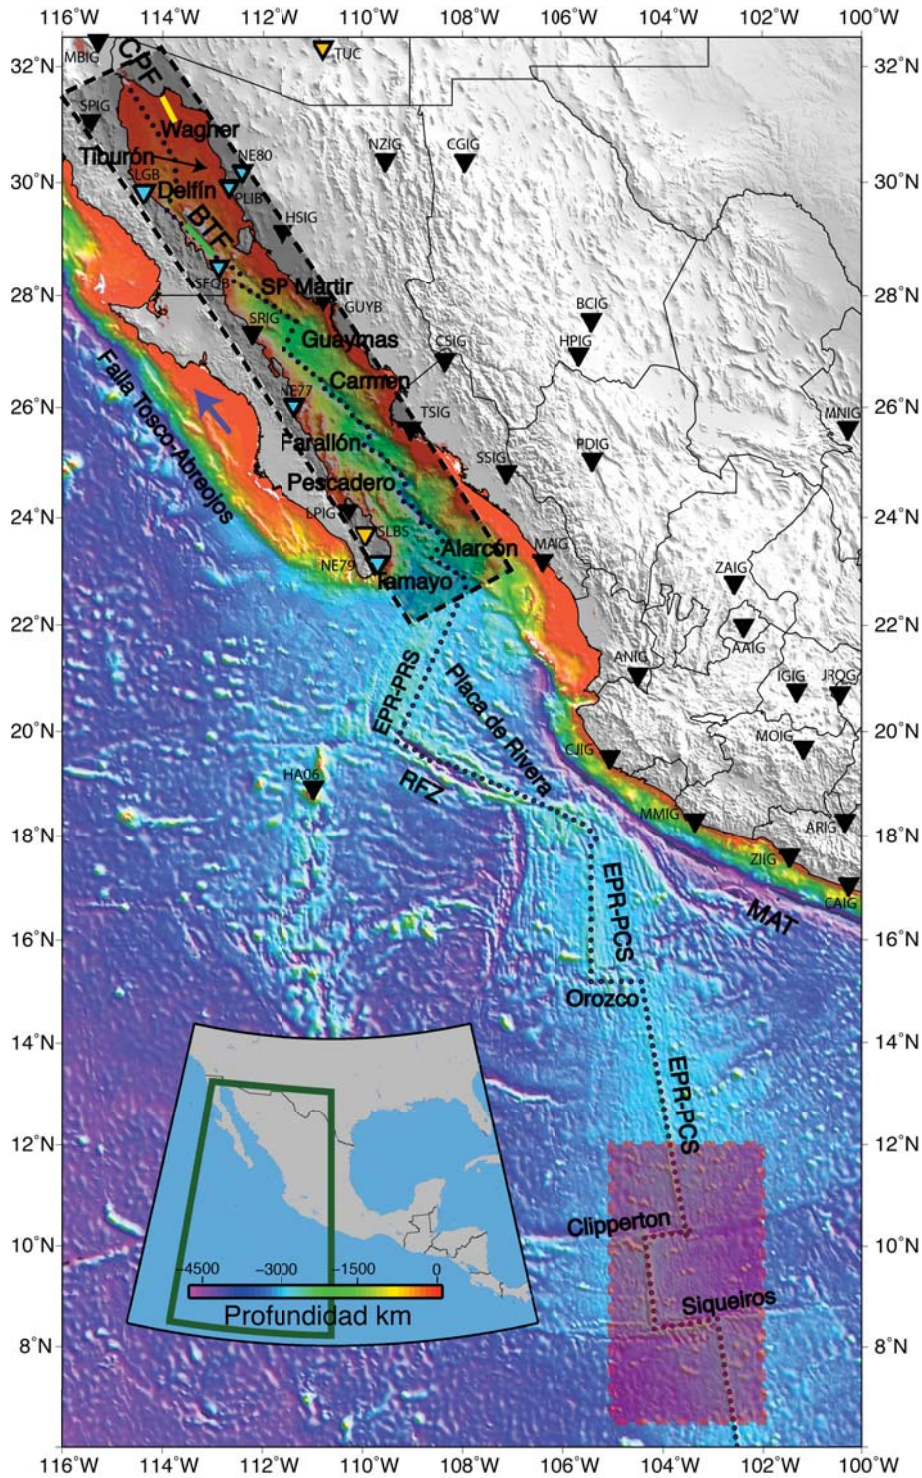 116°W 114°W 112°W 110°W 108°W 106°W 104°W 102°W 100°W
MBIG
CPF
TUC
32°N 32°N
SPIG
Wagner
NZIG CGIG
Tiburón
NE80
30°N 30°N
SLGB
Delfín
PLIB
BTF
HSIG
SFQB
28°N 28°N
SP Mártir
GUYB
BCIG
SRIG
Guaymas
CSIG
HPIG
Carmen
NE77
26°N 26°N
TSIG
MNIG
Falla Tosco-Abreojos
Farallón
SSIG
PDIG
Pescadero
24°N 24°N
LPIG
SLBS
Alarcón
MAIG
NE79
Tamayo
ZAIG
22°N 22°N
AAIG
ANIG
IGIG JRQG
EPR-PRS
Placa de Rivera
20°N 20°N
MOIG
CJIG
HA06
RFZ
18°N 18°N
MMIG
ARIG
ZIIG
CAIG
EPR-PCS
MAT
16°N 16°N
Orozco
14°N 14°N
EPR-PCS
12°N 12°N
Clipperton
10°N 10°N
−4500 −3000 −1500 0
Profundidad km
Siqueiros
8°N 8°N
116°W 114°W 112°W 110°W 108°W 106°W 104°W 102°W 100°W